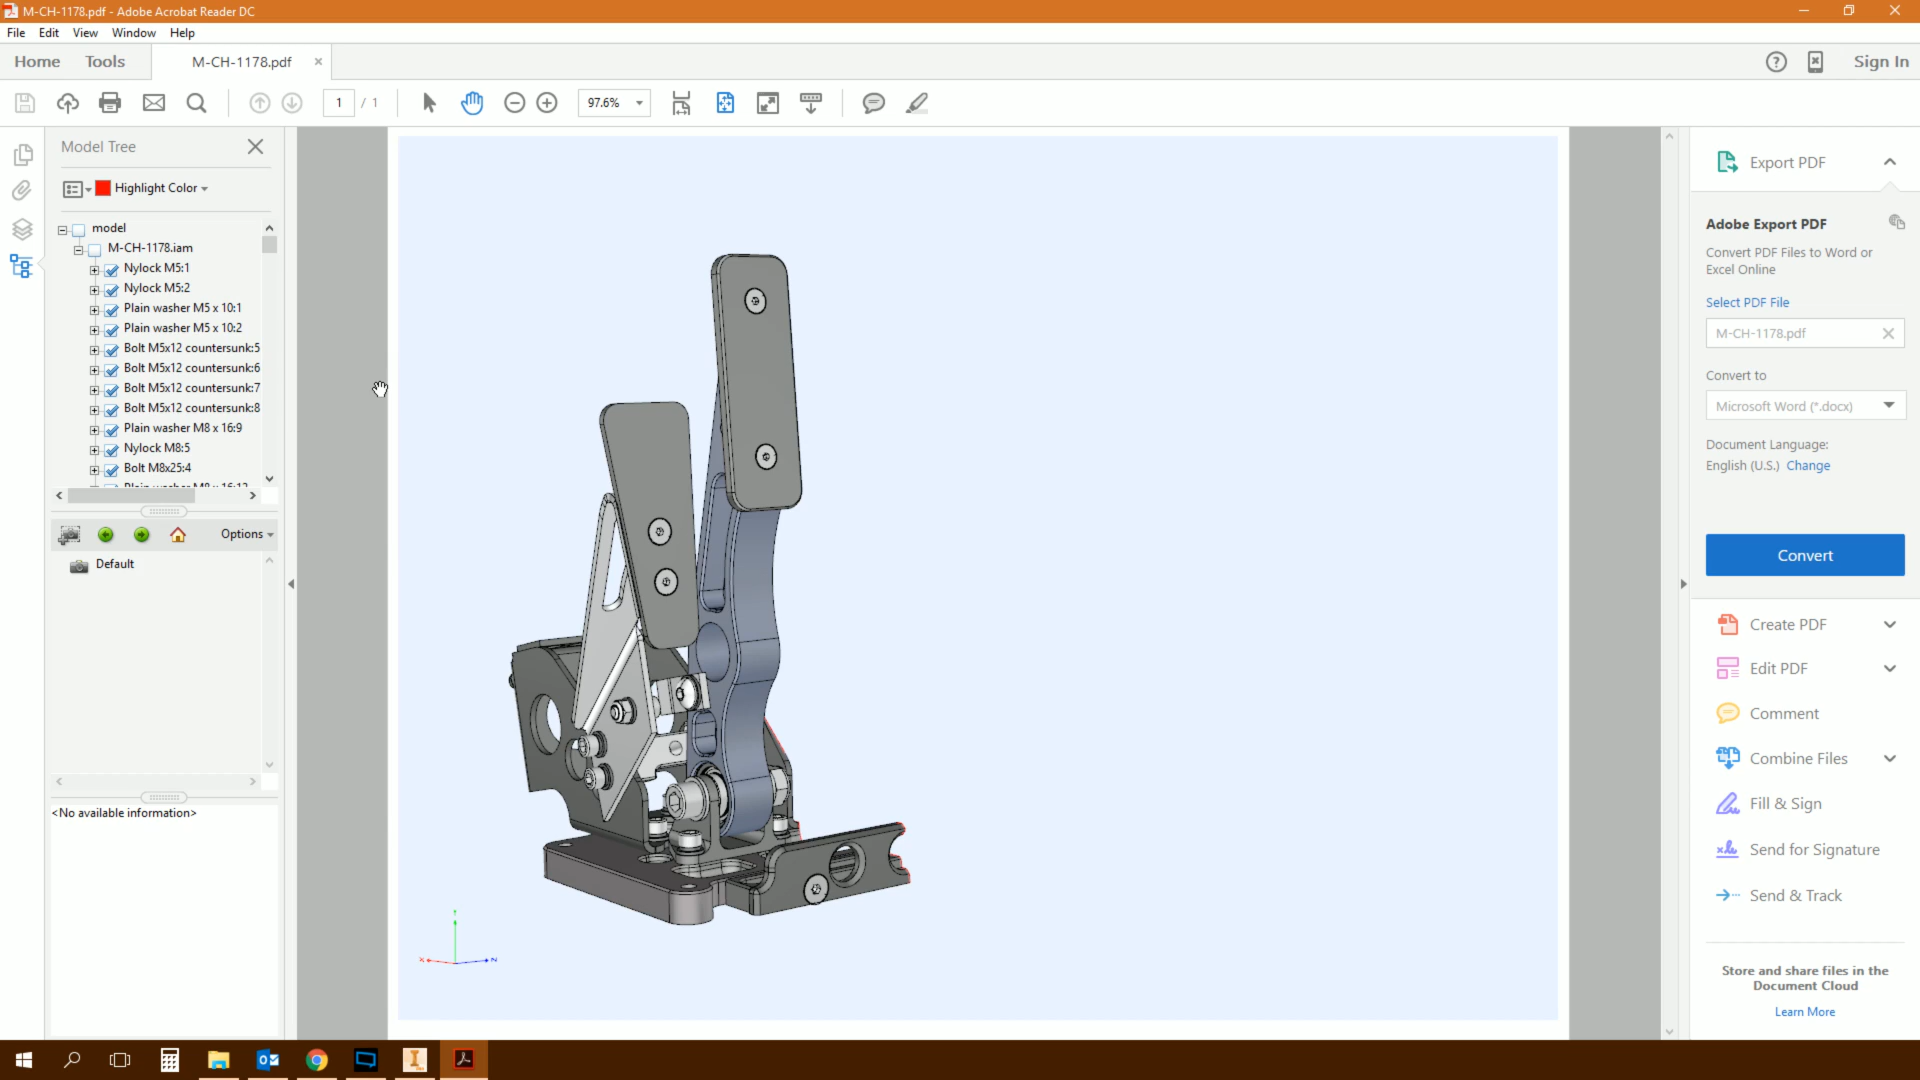 M-CH-1178.pdf - Adobe Acrobat Reader DC
File Edit View Window Help
Home Tools M-CH-1178.pdf × Sign In
1 / 1 97.6%
Model Tree
Highlight Color
model
M-CH-1178.iam
Nylock M5:1
Nylock M5:2
Plain washer M5 x 10:1
Plain washer M5 x 10:2
Bolt M5x12 countersunk:5
Bolt M5x12 countersunk:6
Bolt M5x12 countersunk:7
Bolt M5x12 countersunk:8
Plain washer M8 x 16:9
Nylock M8:5
Bolt M8x25:4
Options
Default
<No available information>
Export PDF
Adobe Export PDF
Convert PDF Files to Word or
Excel Online
Select PDF File
M-CH-1178.pdf
Convert to
Microsoft Word (*.docx)
Document Language:
English (U.S.) Change
Convert
Create PDF
Edit PDF
Comment
Combine Files
Fill & Sign
Send for Signature
Send & Track
Store and share files in the
Document Cloud
Learn More